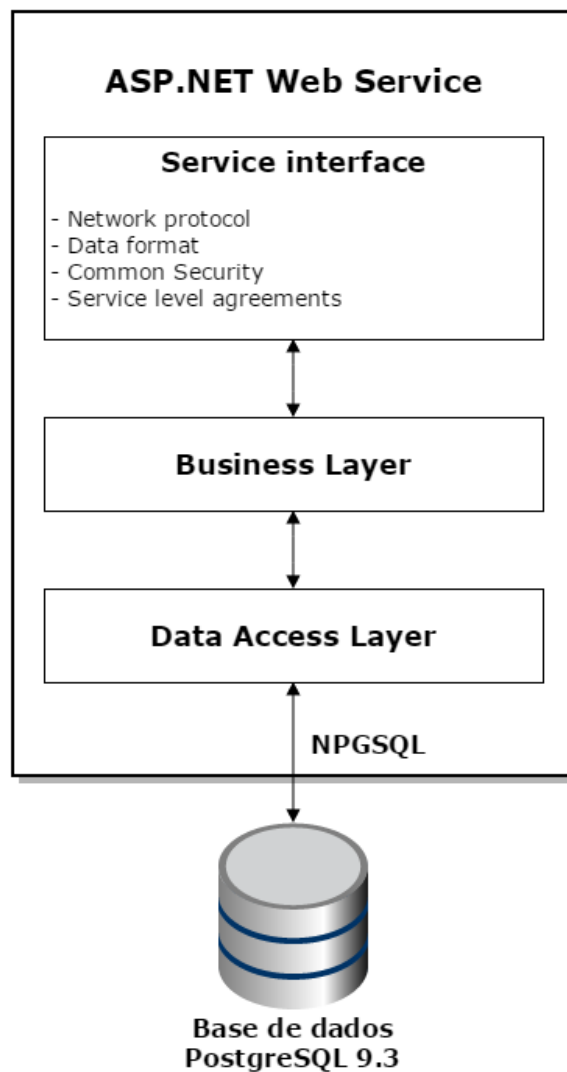 ASP.NET Web Service
Service interface
- Network protocol
- Data format
- Common Security
- Service level agreements
Business Layer
Data Access Layer
NPGSQL
Base de dados
PostgreSQL 9.3